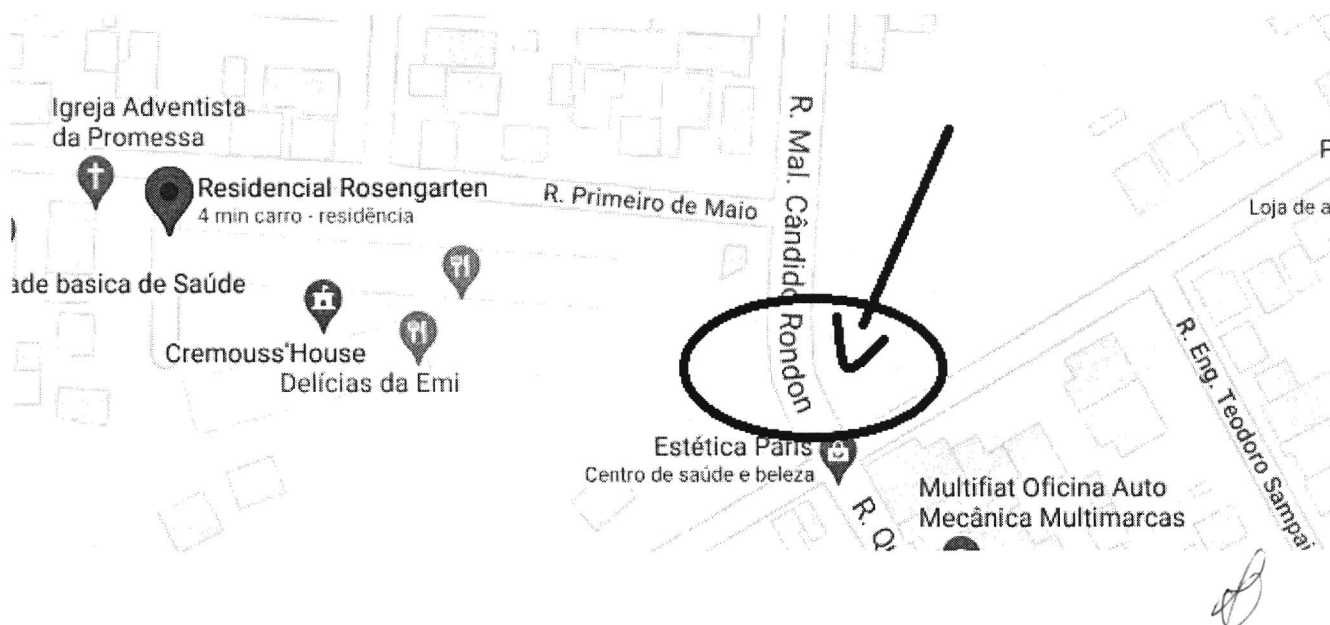 Igreja Adventista
da Promessa
Residencial Rosengarten
4 min carro - residência
R. Primeiro de Maio
R. Mal. Cândido Rondon
Loja de a
ade basica de Saúde
Cremouss'House
Delícias da Emi
R. Eng. Teodoro Sampai
Estética Paris
Centro de saúde e beleza
R. Qu
Multifiat Oficina Auto
Mecânica Multimarcas